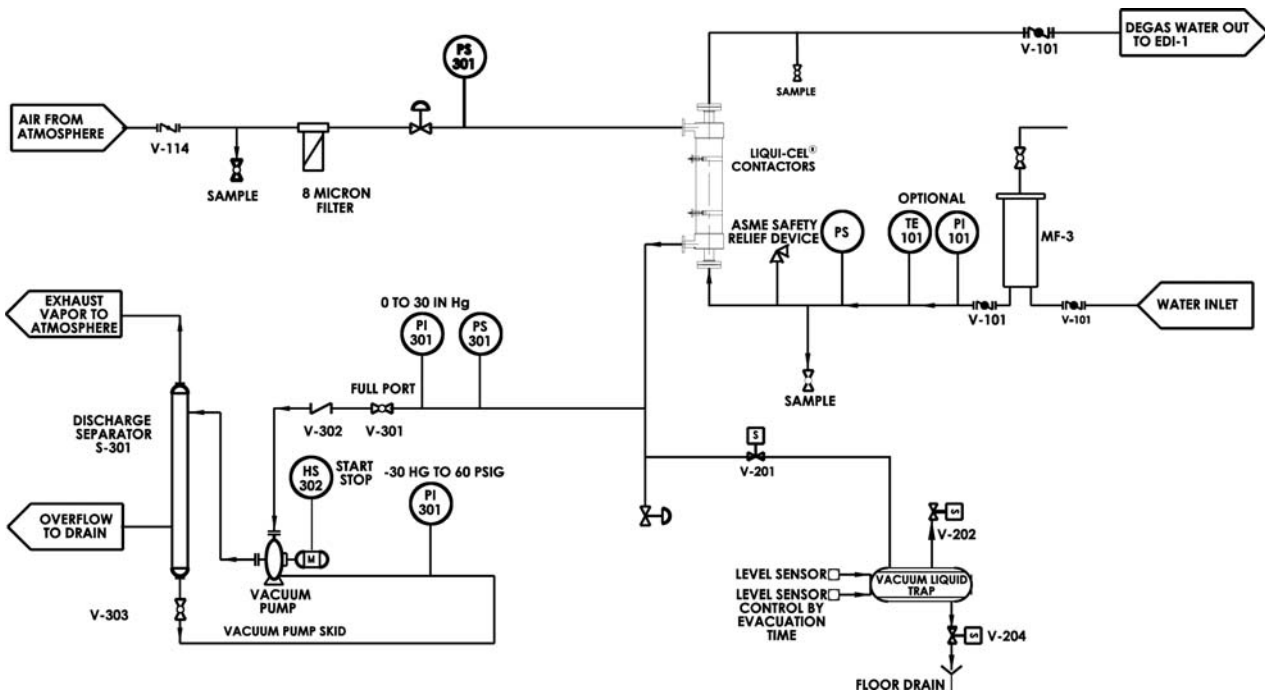 DEGAS WATER OUT
TO EDI-1
V-101
SAMPLE
PS
301
AIR FROM
ATMOSPHERE
V-114
SAMPLE
8 MICRON
FILTER
LIQUI-CEL®
CONTACTORS
OPTIONAL
ASME SAFETY
RELIEF DEVICE
PS
TE
101
PI
101
MF-3
V-101
V-101
WATER INLET
SAMPLE
EXHAUST
VAPOR TO
ATMOSPHERE
0 TO 30 IN Hg
PI
301
PS
301
FULL PORT
V-302
V-301
DISCHARGE
SEPARATOR
S-301
HS
302
START
STOP
-30 HG TO 60 PSIG
PI
301
S
V-201
OVERFLOW
TO DRAIN
M
VACUUM
PUMP
V-303
VACUUM PUMP SKID
S
V-202
LEVEL SENSOR
LEVEL SENSOR
CONTROL BY
EVACUATION
TIME
VACUUM LIQUID
TRAP
S
V-204
FLOOR DRAIN